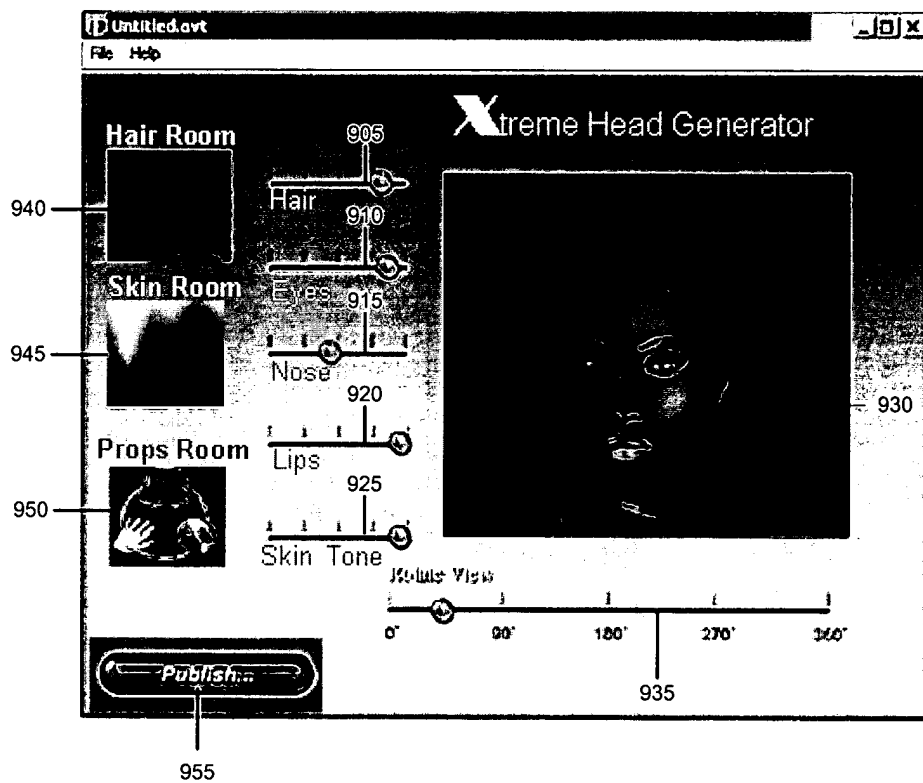 Untitled.avt
File Help
Xtreme Head Generator
Hair Room
905
Hair
940
910
Eyes
Skin Room
915
945
Nose
930
920
Lips
Props Room
925
950
Skin Tone
Rotate View
0° 90° 180° 270° 360°
935
Publish...
955